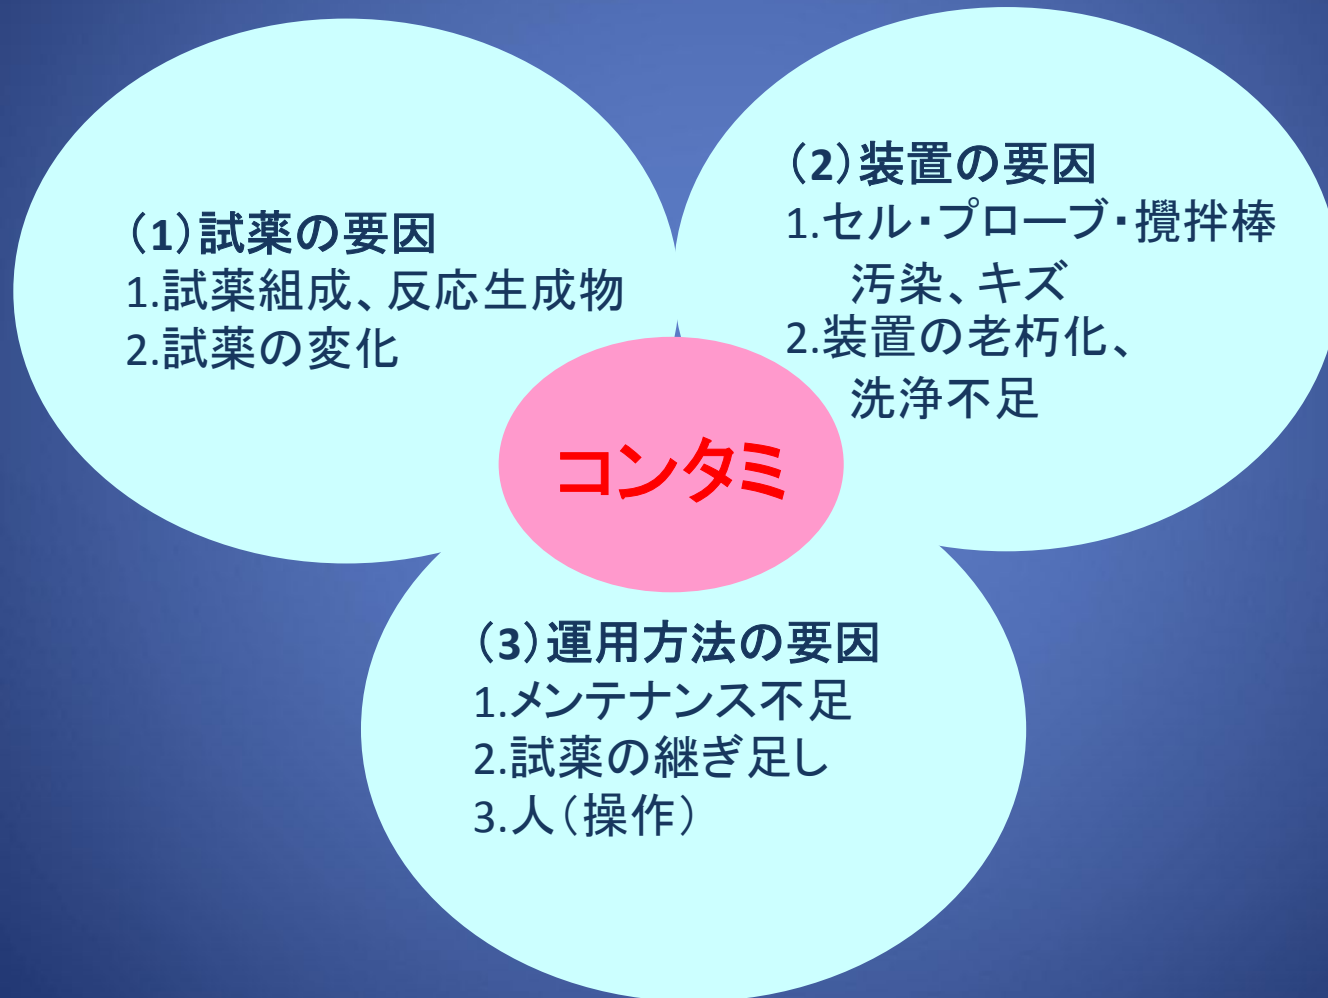 （1）試薬の要因
1.試薬組成、反応生成物
2.試薬の変化
（2）装置の要因
1.セル・プローブ・攪拌棒
汚染、キズ
2.装置の老朽化、
洗浄不足
コンタミ
（3）運用方法の要因
1.メンテナンス不足
2.試薬の継ぎ足し
3.人（操作）